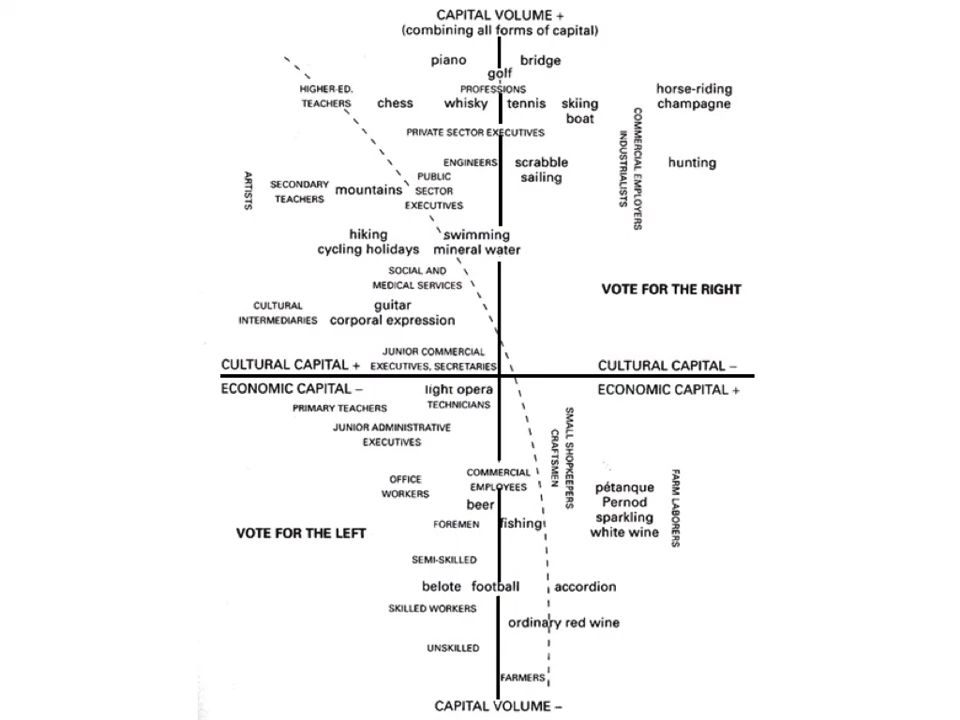 CAPITAL VOLUME +
(combining all forms of capital)
piano bridge
golf
HIGHER-ED. PROFESSIONS horse-riding
TEACHERS chess whisky tennis skiing champagne
boat
PRIVATE SECTOR EXECUTIVES
COMMERCIAL EMPLOYERS
INDUSTRIALISTS
ENGINEERS scrabble hunting
PUBLIC sailing
ARTISTS
SECONDARY mountains SECTOR
TEACHERS EXECUTIVES
hiking swimming
cycling holidays mineral water
SOCIAL AND
MEDICAL SERVICES
VOTE FOR THE RIGHT
CULTURAL guitar
INTERMEDIARIES corporal expression
JUNIOR COMMERCIAL
CULTURAL CAPITAL + EXECUTIVES, SECRETARIES CULTURAL CAPITAL –
ECONOMIC CAPITAL – light opera ECONOMIC CAPITAL +
PRIMARY TEACHERS TECHNICIANS
JUNIOR ADMINISTRATIVE
EXECUTIVES
SMALL SHOPKEEPERS
CRAFTSMEN
OFFICE COMMERCIAL
WORKERS EMPLOYEES pétanque
beer Pernod
FOREMEN fishing sparkling
VOTE FOR THE LEFT white wine
FARM LABORERS
SEMI-SKILLED
belote football accordion
SKILLED WORKERS
ordinary red wine
UNSKILLED
FARMERS
CAPITAL VOLUME –